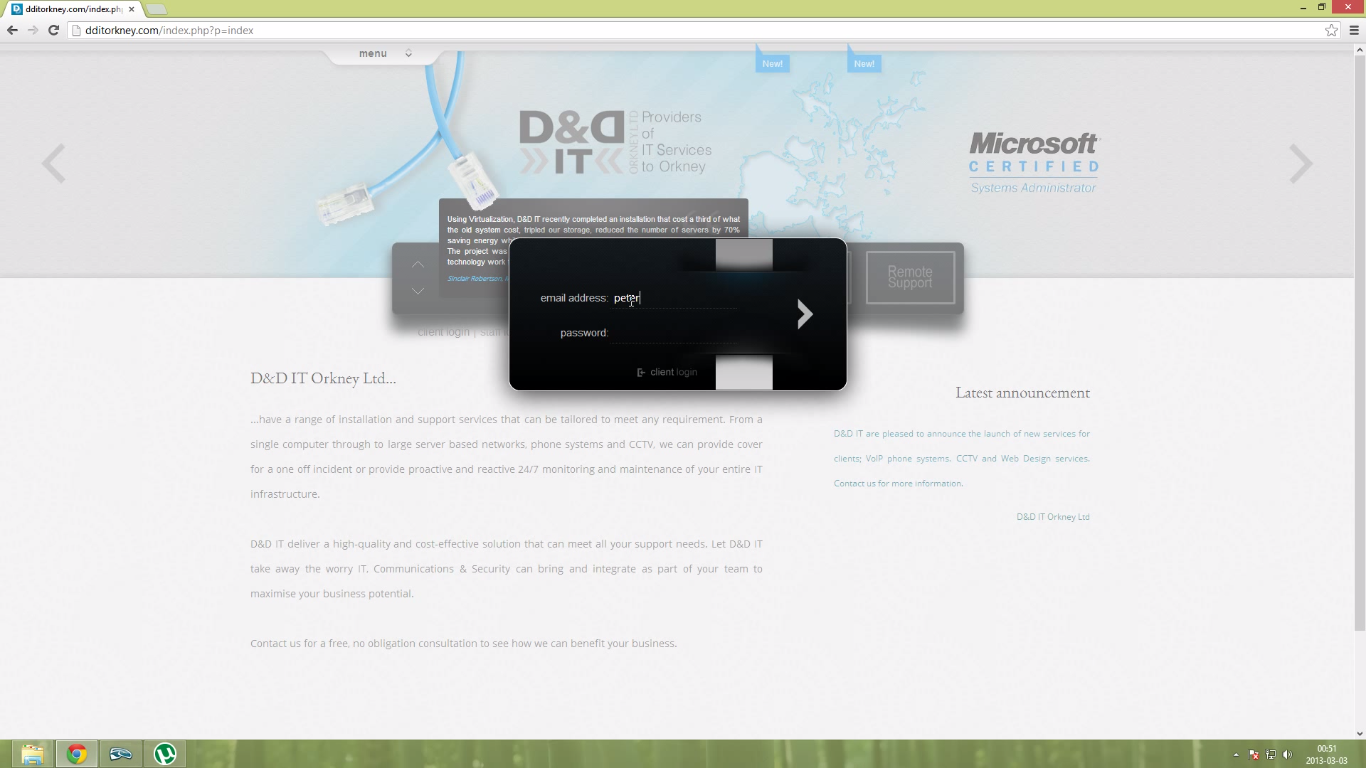 dditorkney.com/index.ph
dditorkney.com/index.php?p=index
menu
New!
New!
D&D
IT
ORKNEY LTD
Providers
of
IT Services
to Orkney
Microsoft
CERTIFIED
Systems Administrator
Using Virtualization, D&D IT recently completed an installation that cost a third of what
the old system cost, tripled our storage, reduced the number of servers by 70%
saving energy
The project was
technology work
Sinclair Robertson,
Remote
Support
email address: peter
password:
client login
client login |
D&D IT Orkney Ltd...
...have a range of installation and support services that can be tailored to meet any requirement. From a
single computer through to large server based networks, phone systems and CCTV, we can provide cover
for a one off incident or provide proactive and reactive 24/7 monitoring and maintenance of your entire IT
infrastructure.
D&D IT deliver a high-quality and cost-effective solution that can meet all your support needs. Let D&D IT
take away the worry IT, Communications & Security can bring and integrate as part of your team to
maximise your business potential.
Contact us for a free, no obligation consultation to see how we can benefit your business.
Latest announcement
D&D IT are pleased to announce the launch of new services for
clients; VoIP phone systems. CCTV and Web Design services.
Contact us for more information.
D&D IT Orkney Ltd
00:51
2013-03-03